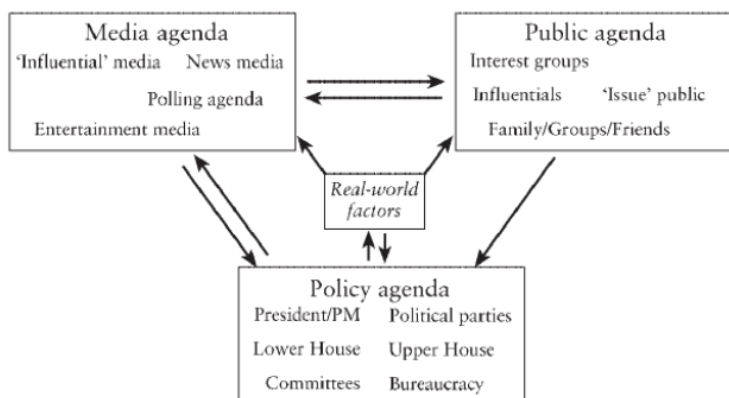 Media agenda
'Influential' media News media
Polling agenda
Entertainment media
Public agenda
Interest groups
Influentials 'Issue' public
Family/Groups/Friends
Real-world
factors
Policy agenda
President/PM Political parties
Lower House Upper House
Committees Bureaucracy